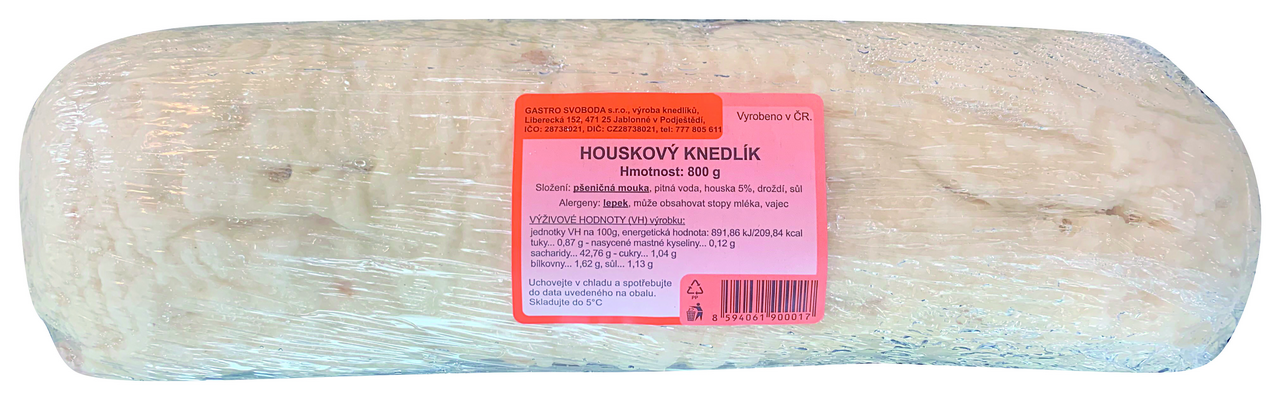 GASTRO SVOBODA s.r.o., výroba knedlíků,
Liberecká 152, 471 25 Jablonné v Podještědí,
IČO: 28738021, DIČ: CZ28738021, tel: 777 805 611
Vyrobeno v ČR.
HOUSKOVÝ KNEDLÍK
Hmotnost: 800 g
Složení: pšeničná mouka, pitná voda, houska 5%, droždí, sůl
Alergeny: lepek, může obsahovat stopy mléka, vajec
VÝŽIVOVÉ HODNOTY (VH) výrobku:
jednotky VH na 100g, energetická hodnota: 891,86 kJ/209,84 kcal
tuky... 0,87 g - nasycené mastné kyseliny... 0,12 g
sacharidy... 42,76 g - cukry... 1,04 g
bílkovny... 1,62 g, sůl... 1,13 g
Uchovejte v chladu a spotřebujte
do data uvedeného na obalu.
Skladujte do 5°C
PP
8 594061 900017